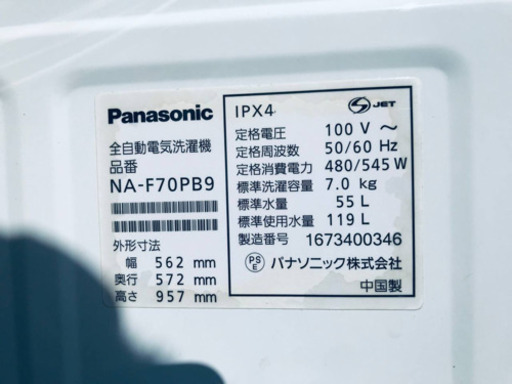 Panasonic
全自動電気洗濯機
品番
NA-F70PB9
外形寸法
幅 562 mm
奥行 572 mm
高さ 957 mm
IPX4
S JET
定格電圧 100 V ～
定格周波数 50/60 Hz
定格消費電力 480/545 W
標準洗濯容量 7.0 kg
標準水量 55 L
標準使用水量 119 L
製造番号 1673400346
PS E パナソニック株式会社
中国製